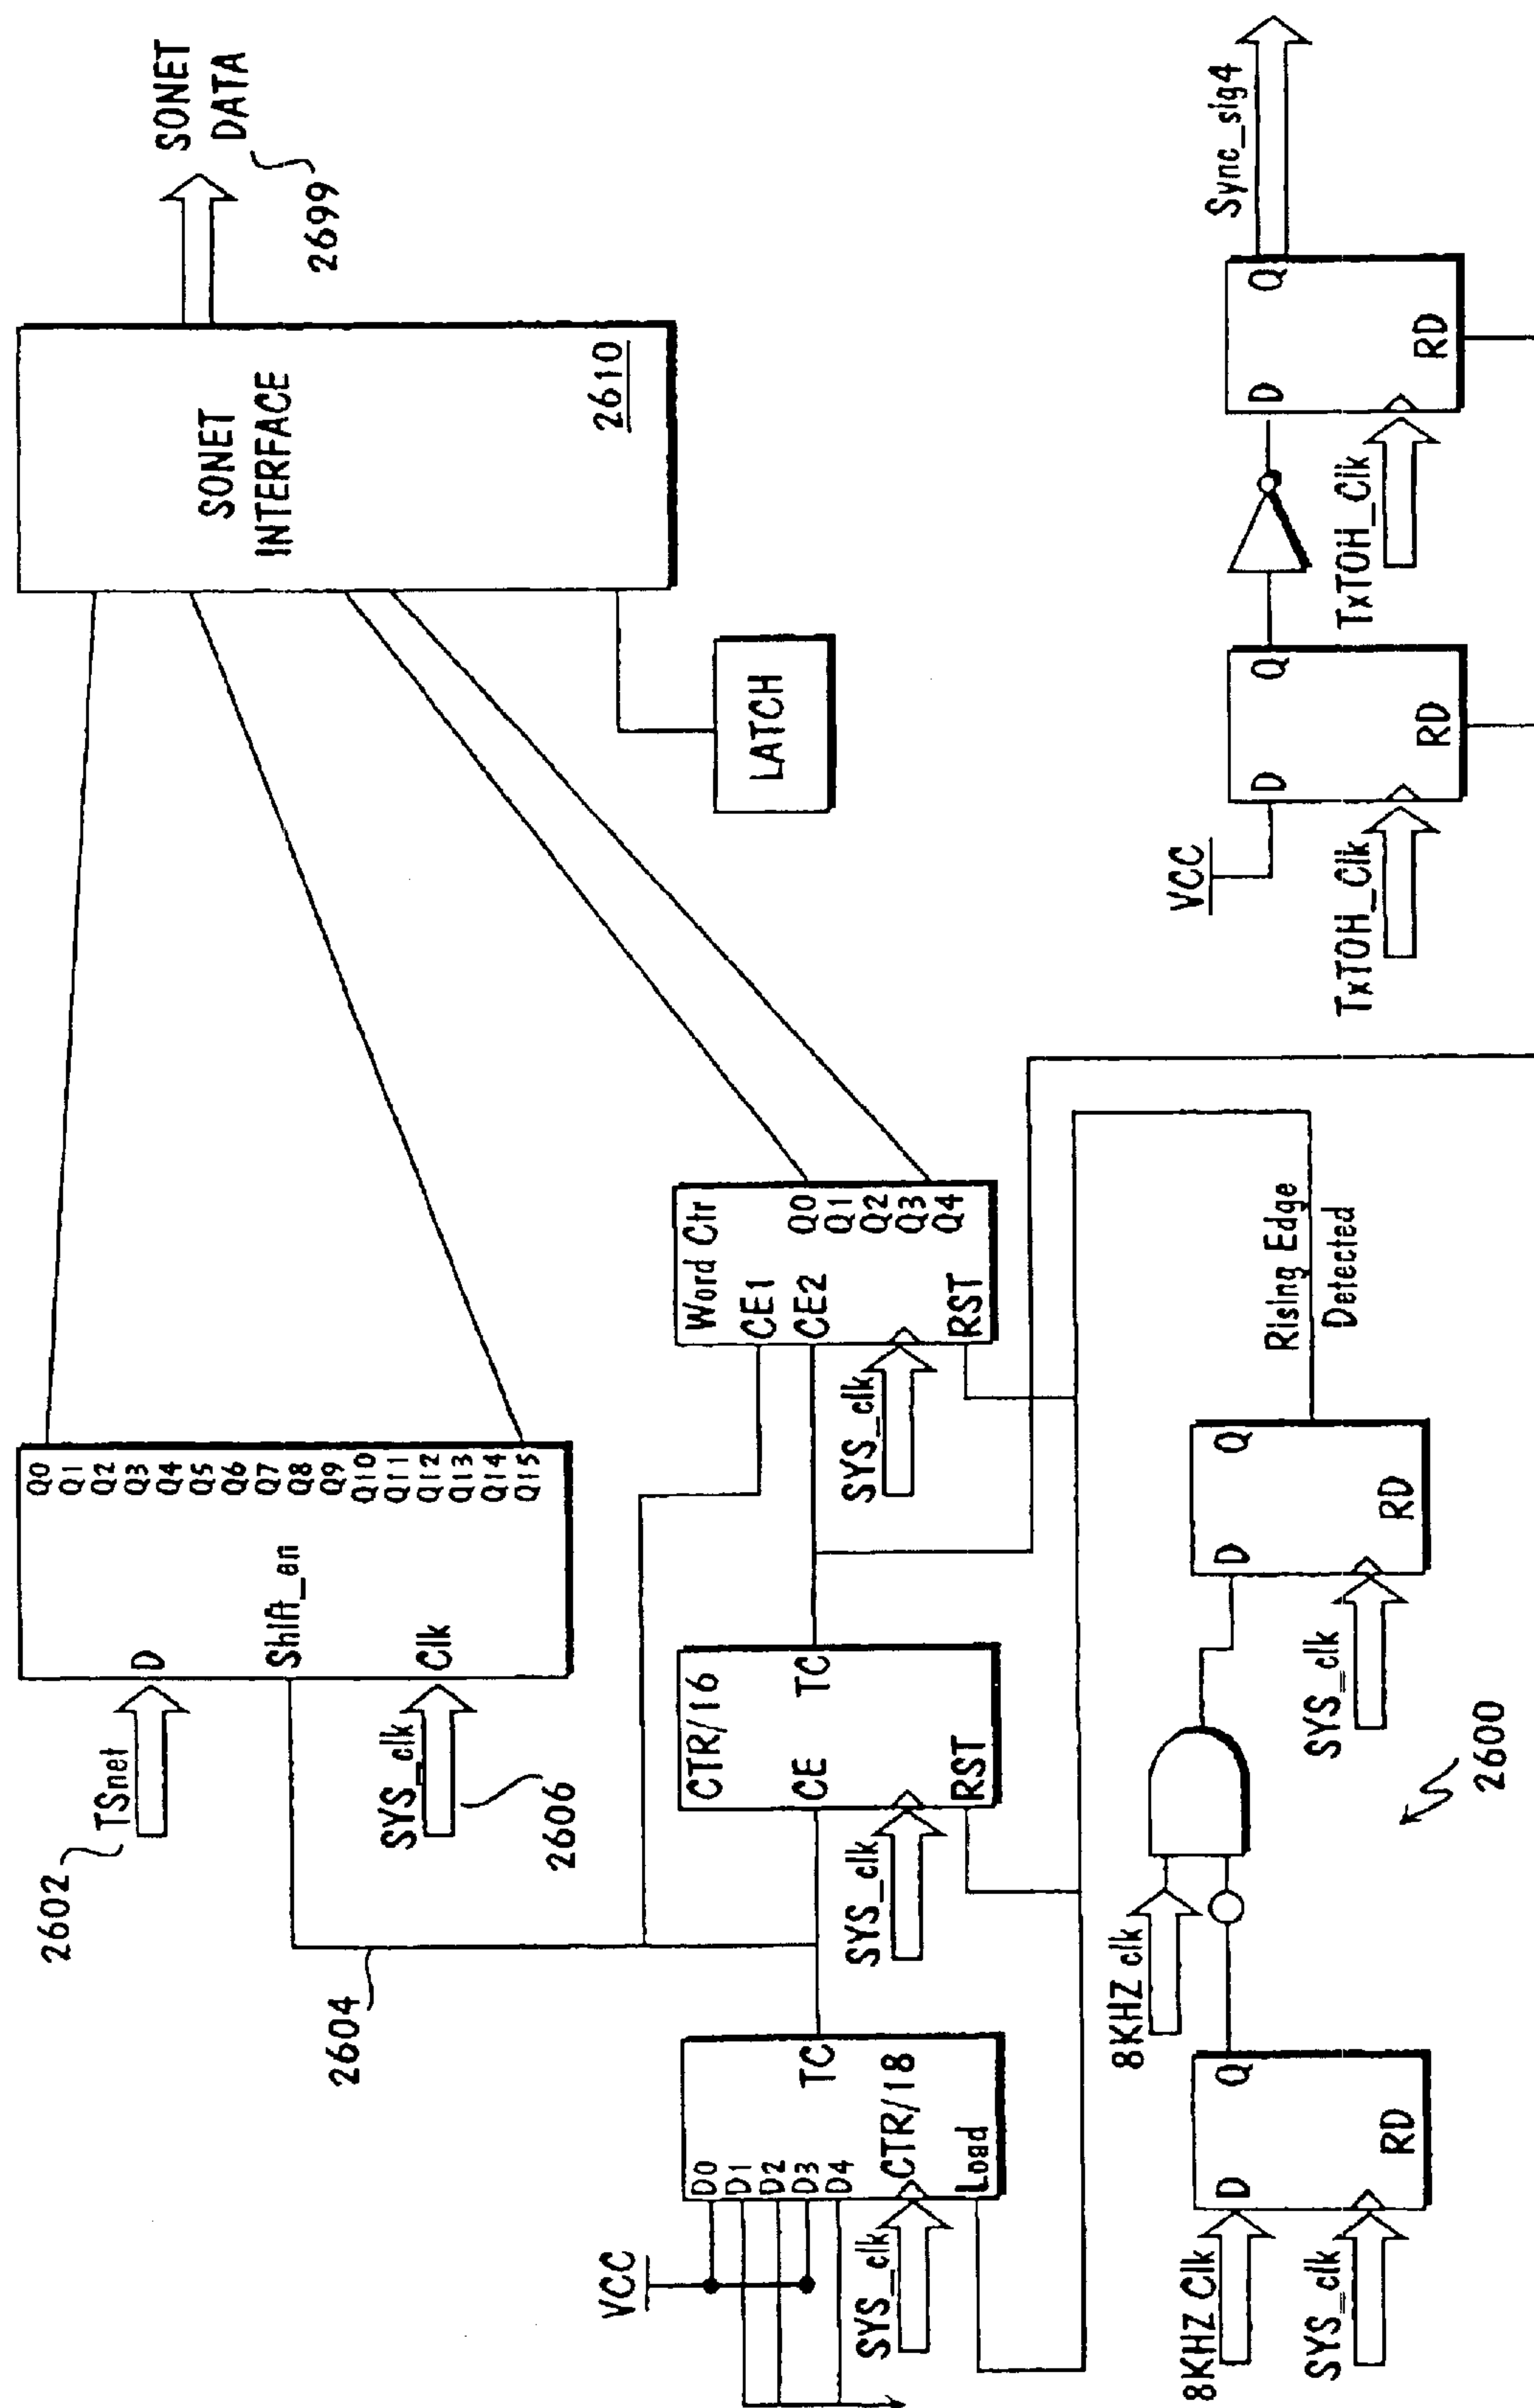 TSnet
2602
D
Shift_en
SYS_clk
Clk
2606
2604
Q0
Q1
Q2
Q3
Q4
Q5
Q6
Q7
Q8
Q9
Q10
Q11
Q12
Q13
Q14
Q15
SONET
INTERFACE
2610
SONET
DATA
2699
LATCH
VCC
D0
D1
D2
D3
D4
TC
CTR/18
SYS_clk
Load
CTR/16
CE
TC
SYS_clk
RST
Word Ctr
CE1
CE2
Q0
Q1
Q2
Q3
Q4
SYS_clk
RST
8KHZ Clk
D
Q
SYS_clk
RD
8KHZ clk
D
Q
SYS_clk
RD
Rising Edge
Detected
2600
VCC
D
Q
TxTOH_Clk
RD
D
Q
TxTOH_Clk
RD
Sync_sig4